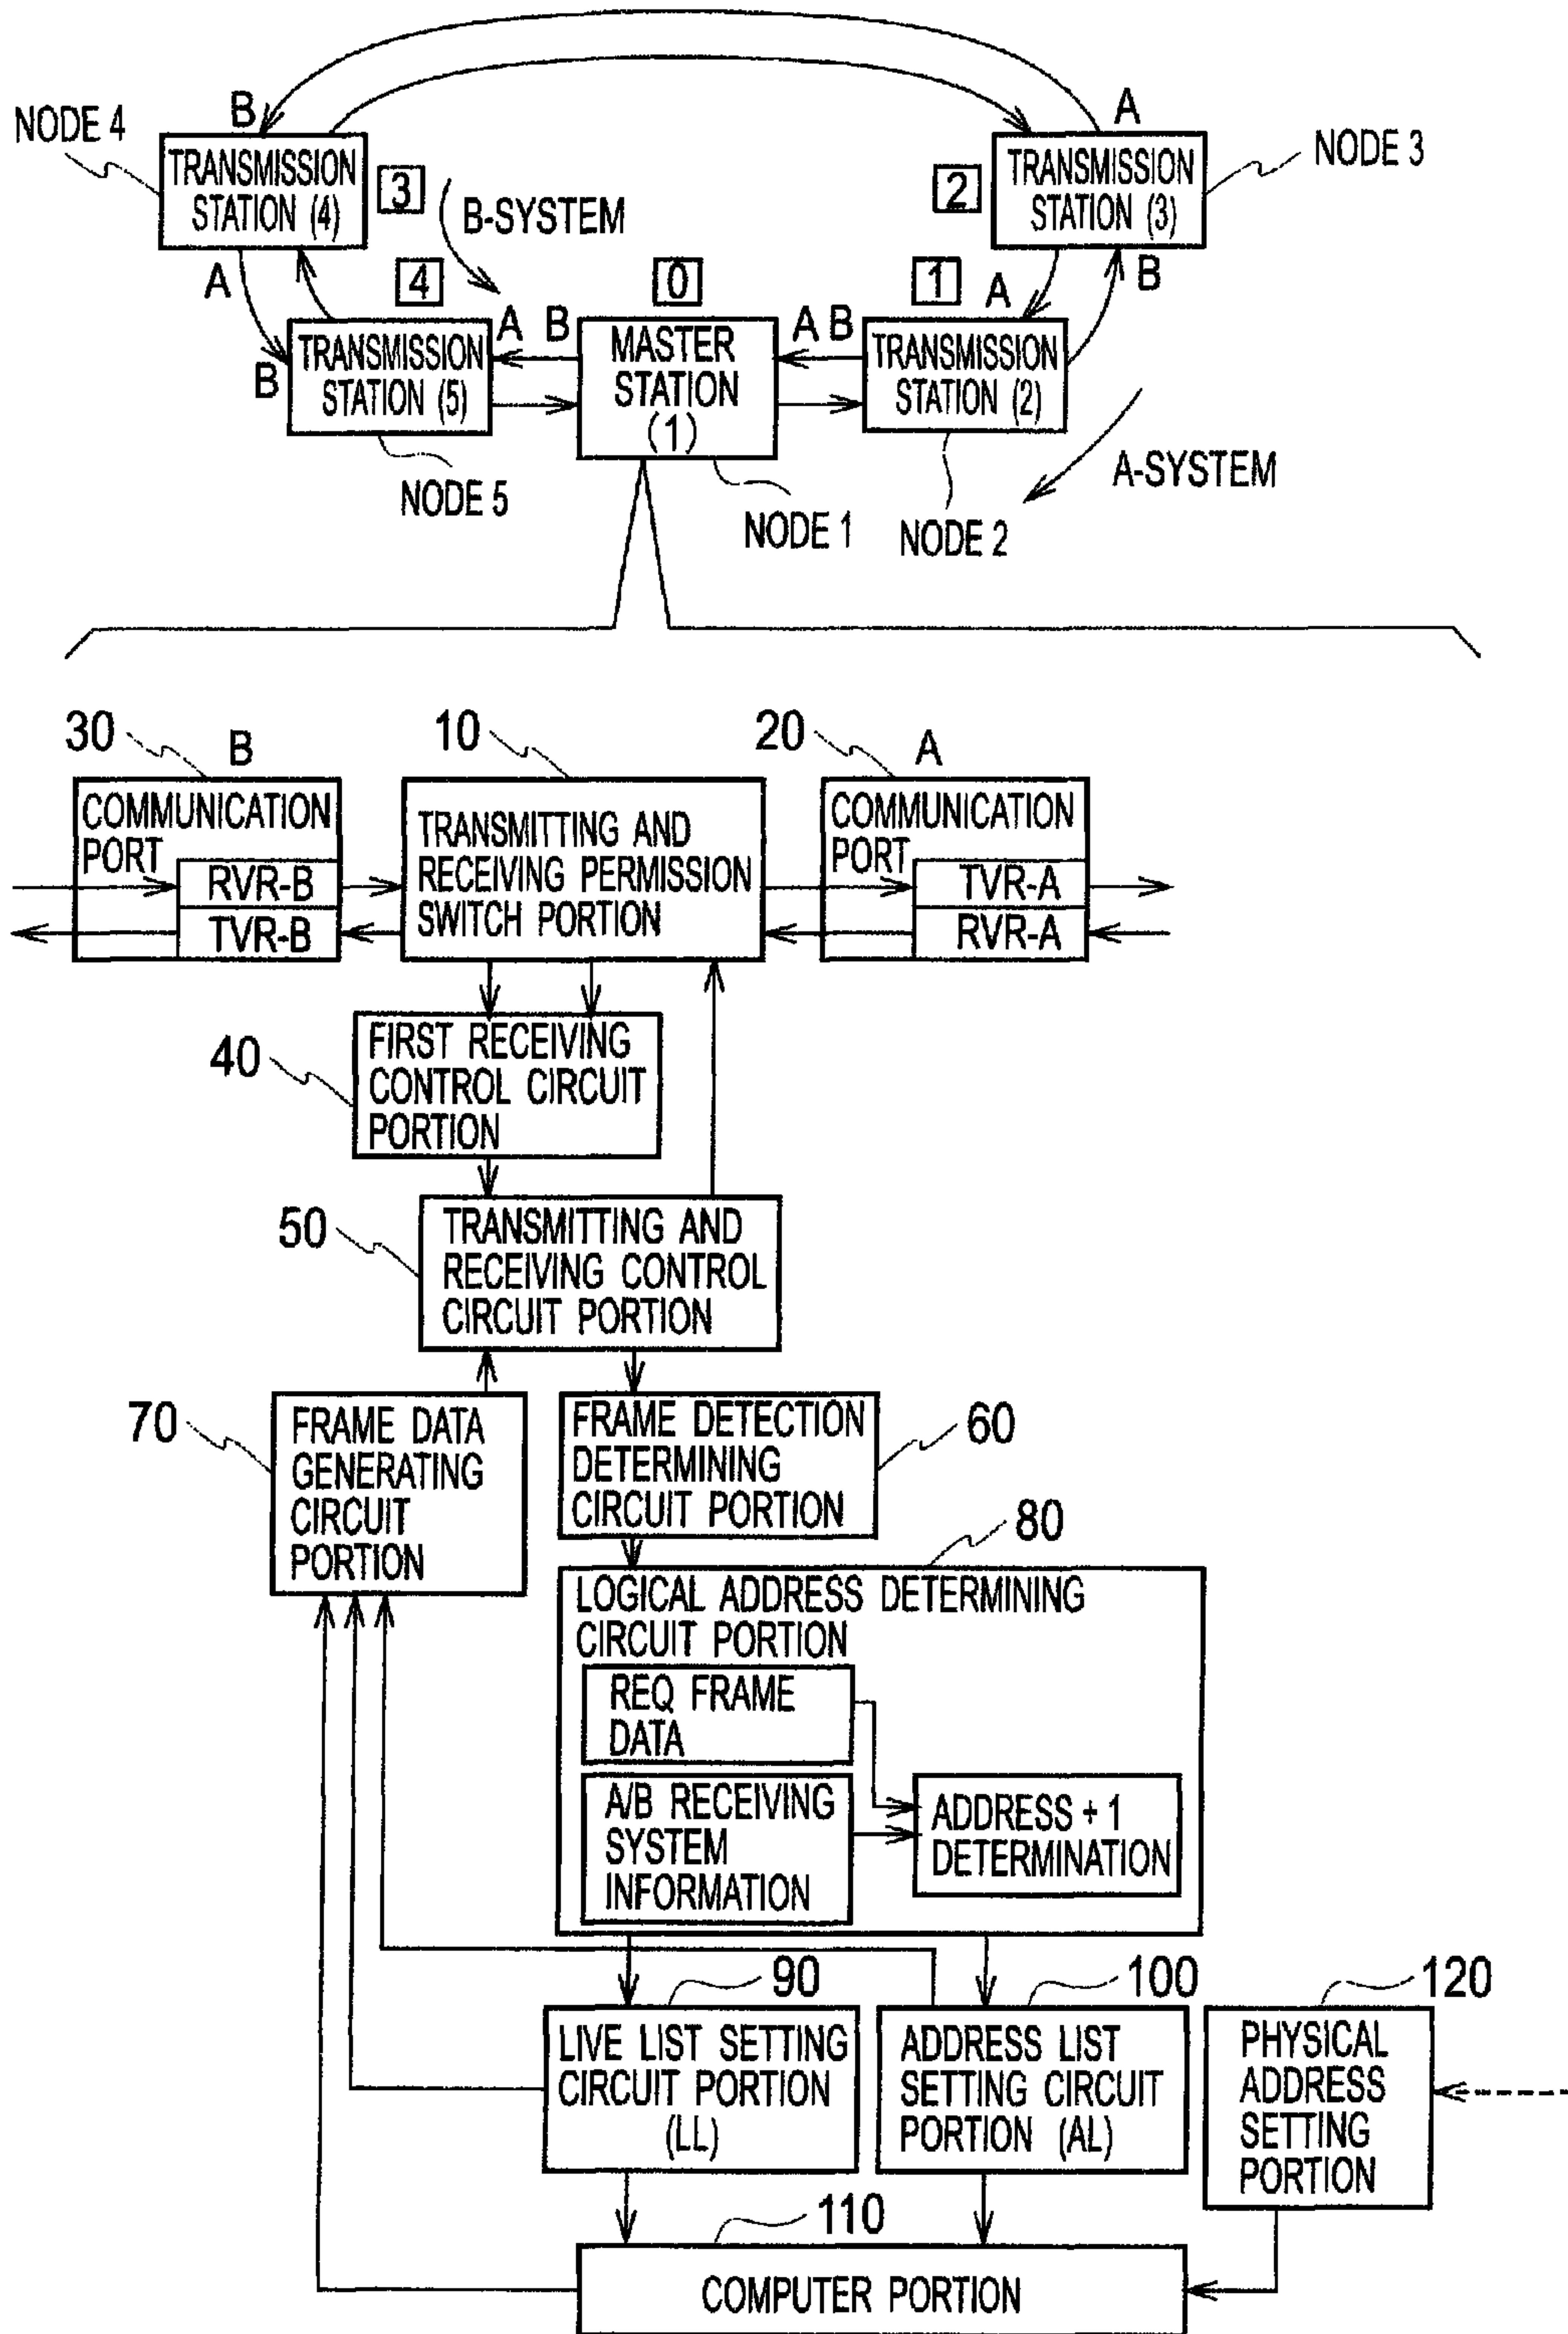 B
A
NODE 4
NODE 3
TRANSMISSION
STATION (4)
3
B-SYSTEM
2
TRANSMISSION
STATION (3)
A
4
0
1
A
B
B
TRANSMISSION
STATION (5)
A
B
MASTER
STATION
(1)
A
B
TRANSMISSION
STATION (2)
A-SYSTEM
NODE 5
NODE 1
NODE 2
30
B
10
20
A
COMMUNICATION
PORT
RVR-B
TVR-B
TRANSMITTING AND
RECEIVING PERMISSION
SWITCH PORTION
COMMUNICATION
PORT
TVR-A
RVR-A
40
FIRST RECEIVING
CONTROL CIRCUIT
PORTION
50
TRANSMITTING AND
RECEIVING CONTROL
CIRCUIT PORTION
70
FRAME DATA
GENERATING
CIRCUIT
PORTION
FRAME DETECTION
DETERMINING
CIRCUIT PORTION
60
80
LOGICAL ADDRESS DETERMINING
CIRCUIT PORTION
REQ FRAME
DATA
A/B RECEIVING
SYSTEM
INFORMATION
ADDRESS + 1
DETERMINATION
90
100
120
LIVE LIST SETTING
CIRCUIT PORTION
(LL)
ADDRESS LIST
SETTING CIRCUIT
PORTION (AL)
PHYSICAL
ADDRESS
SETTING
PORTION
110
COMPUTER PORTION